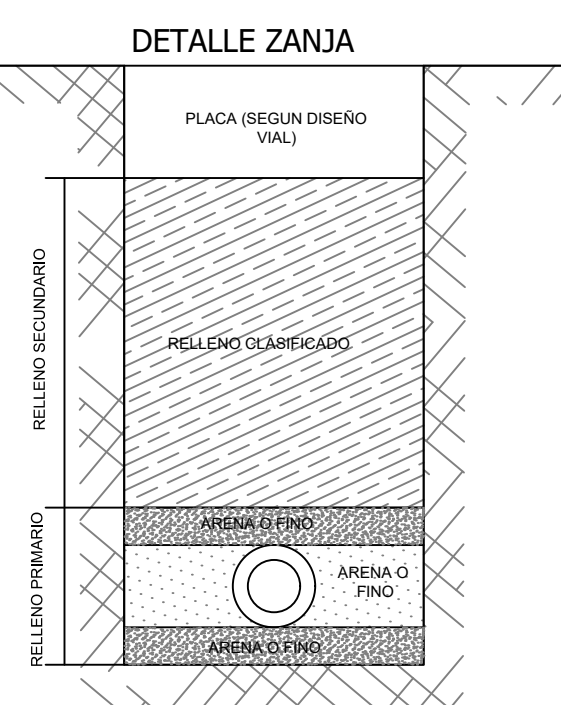 DETALLE ZANJA
PLACA (SEGUN DISEÑO
VIAL)
RELLENO SECUNDARIO
RELLENO CLASIFICADO
RELLENO PRIMARIO
ARENA O FINO
ARENA O
FINO
ARENA O FINO